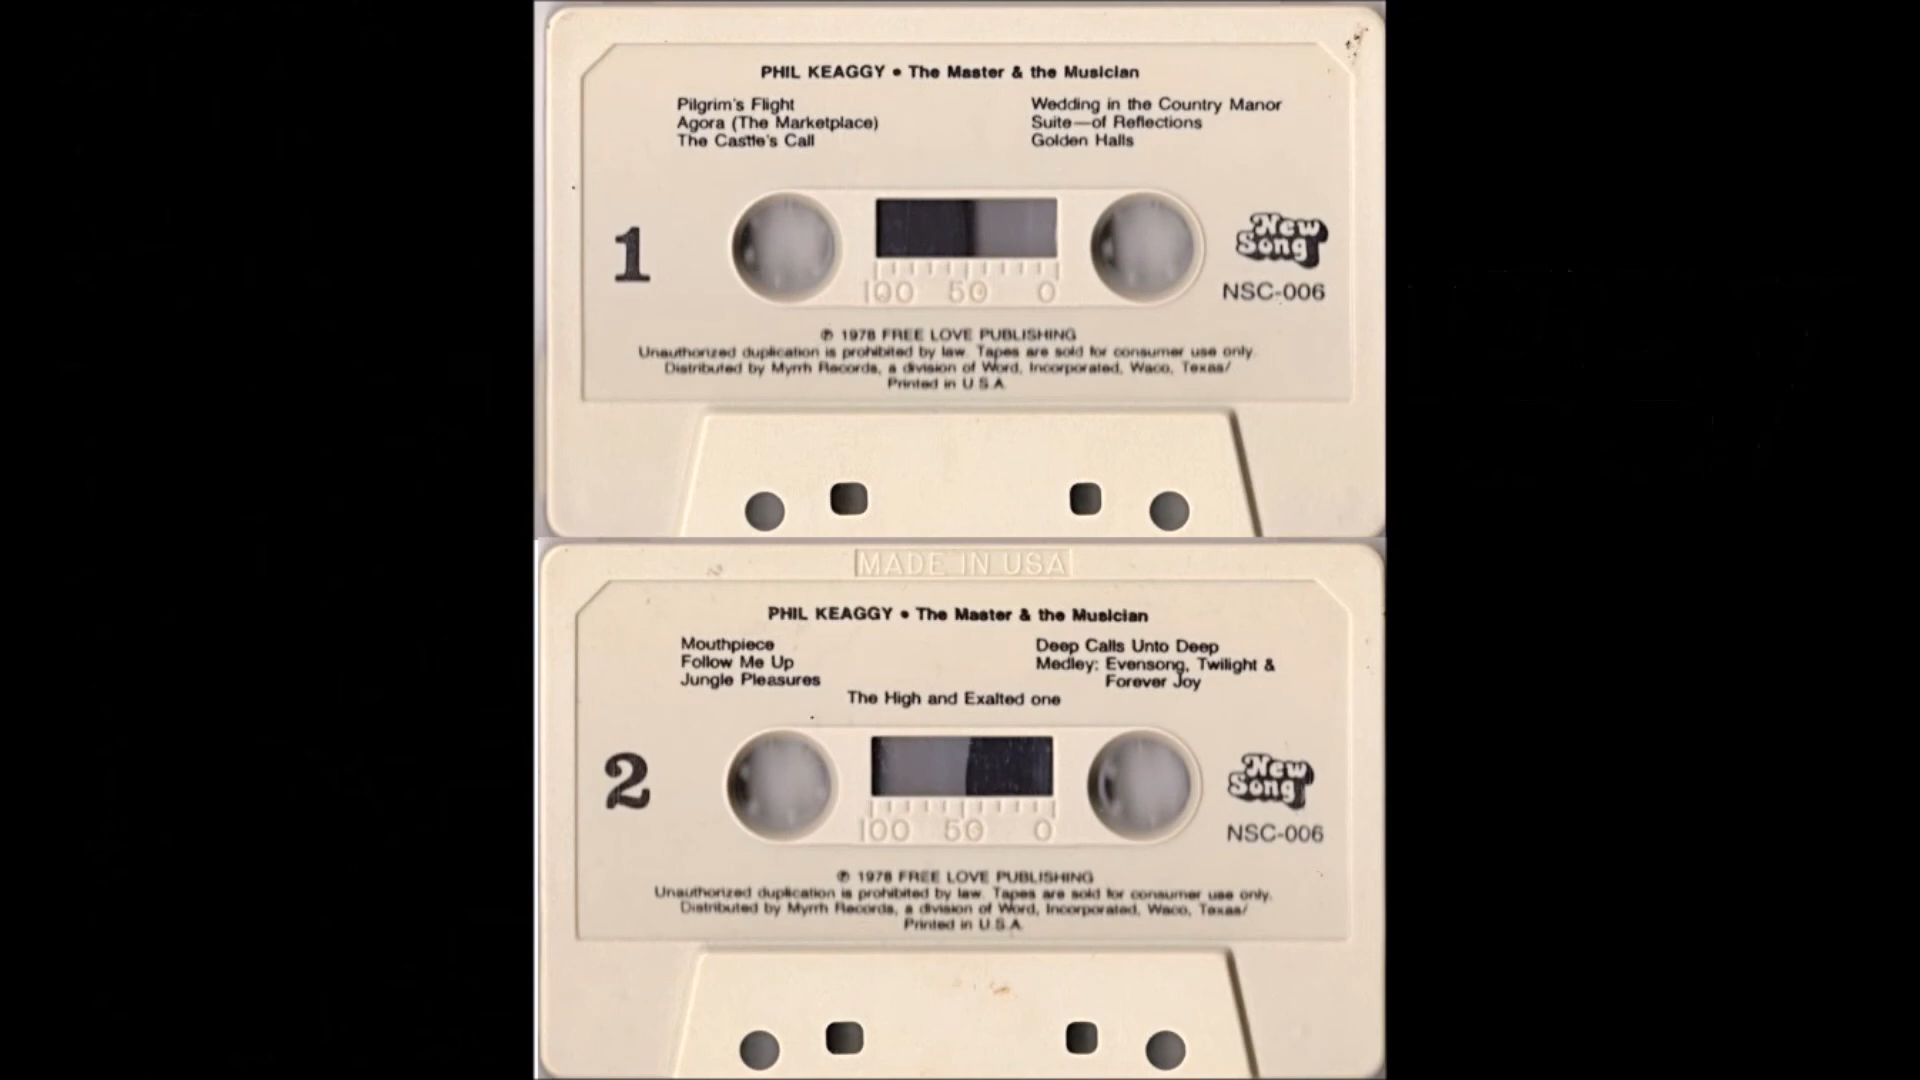 PHIL KEAGGY • The Master & the Musician
Pilgrim's Flight
Agora (The Marketplace)
The Castle's Call
Wedding in the Country Manor
Suite—of Reflections
Golden Halls
1
New
Song
NSC-006
100 50 0
℗ 1978 FREE LOVE PUBLISHING
Unauthorized duplication is prohibited by law. Tapes are sold for consumer use only.
Distributed by Myrrh Records, a division of Word, Incorporated, Waco, Texas/
Printed in U.S.A.
MADE IN USA
PHIL KEAGGY • The Master & the Musician
Mouthpiece
Follow Me Up
Jungle Pleasures
Deep Calls Unto Deep
Medley: Evensong, Twilight &
Forever Joy
The High and Exalted one
2
New
Song
NSC-006
100 50 0
℗ 1978 FREE LOVE PUBLISHING
Unauthorized duplication is prohibited by law. Tapes are sold for consumer use only.
Distributed by Myrrh Records, a division of Word, Incorporated, Waco, Texas/
Printed in U.S.A.